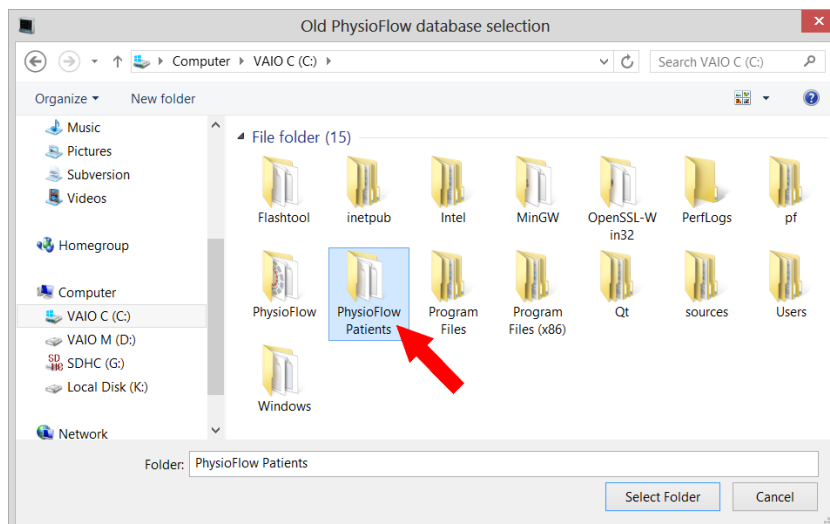 Old PhysioFlow database selection
Computer VAIO C (C:)
Search VAIO C (C:)
Organize
New folder
Music
Pictures
Subversion
Videos
Homegroup
Computer
VAIO C (C:)
VAIO M (D:)
SDHC (G:)
Local Disk (K:)
Network
File folder (15)
Flashtool
inetpub
Intel
MinGW
OpenSSL-W
in32
PerfLogs
pf
PhysioFlow
PhysioFlow
Patients
Program
Files
Program
Files (x86)
Qt
sources
Users
Windows
Folder: PhysioFlow Patients
Select Folder
Cancel